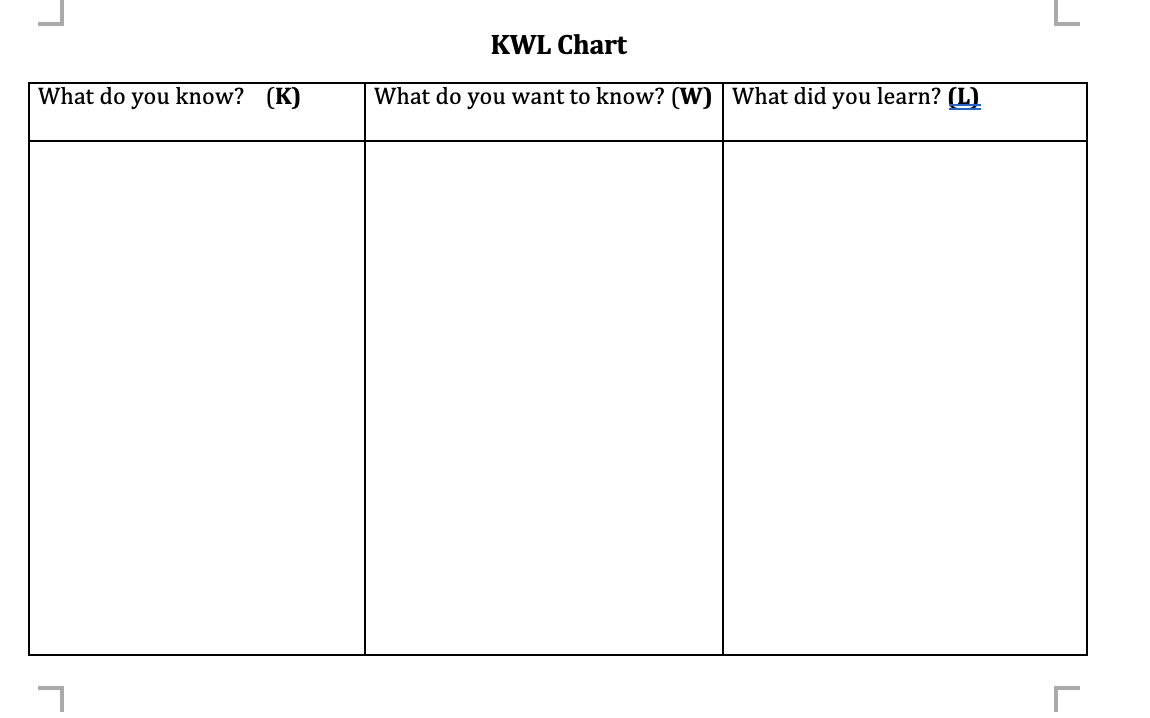 KWL Chart
What do you know? (K)
What do you want to know? (W)
What did you learn? (L)